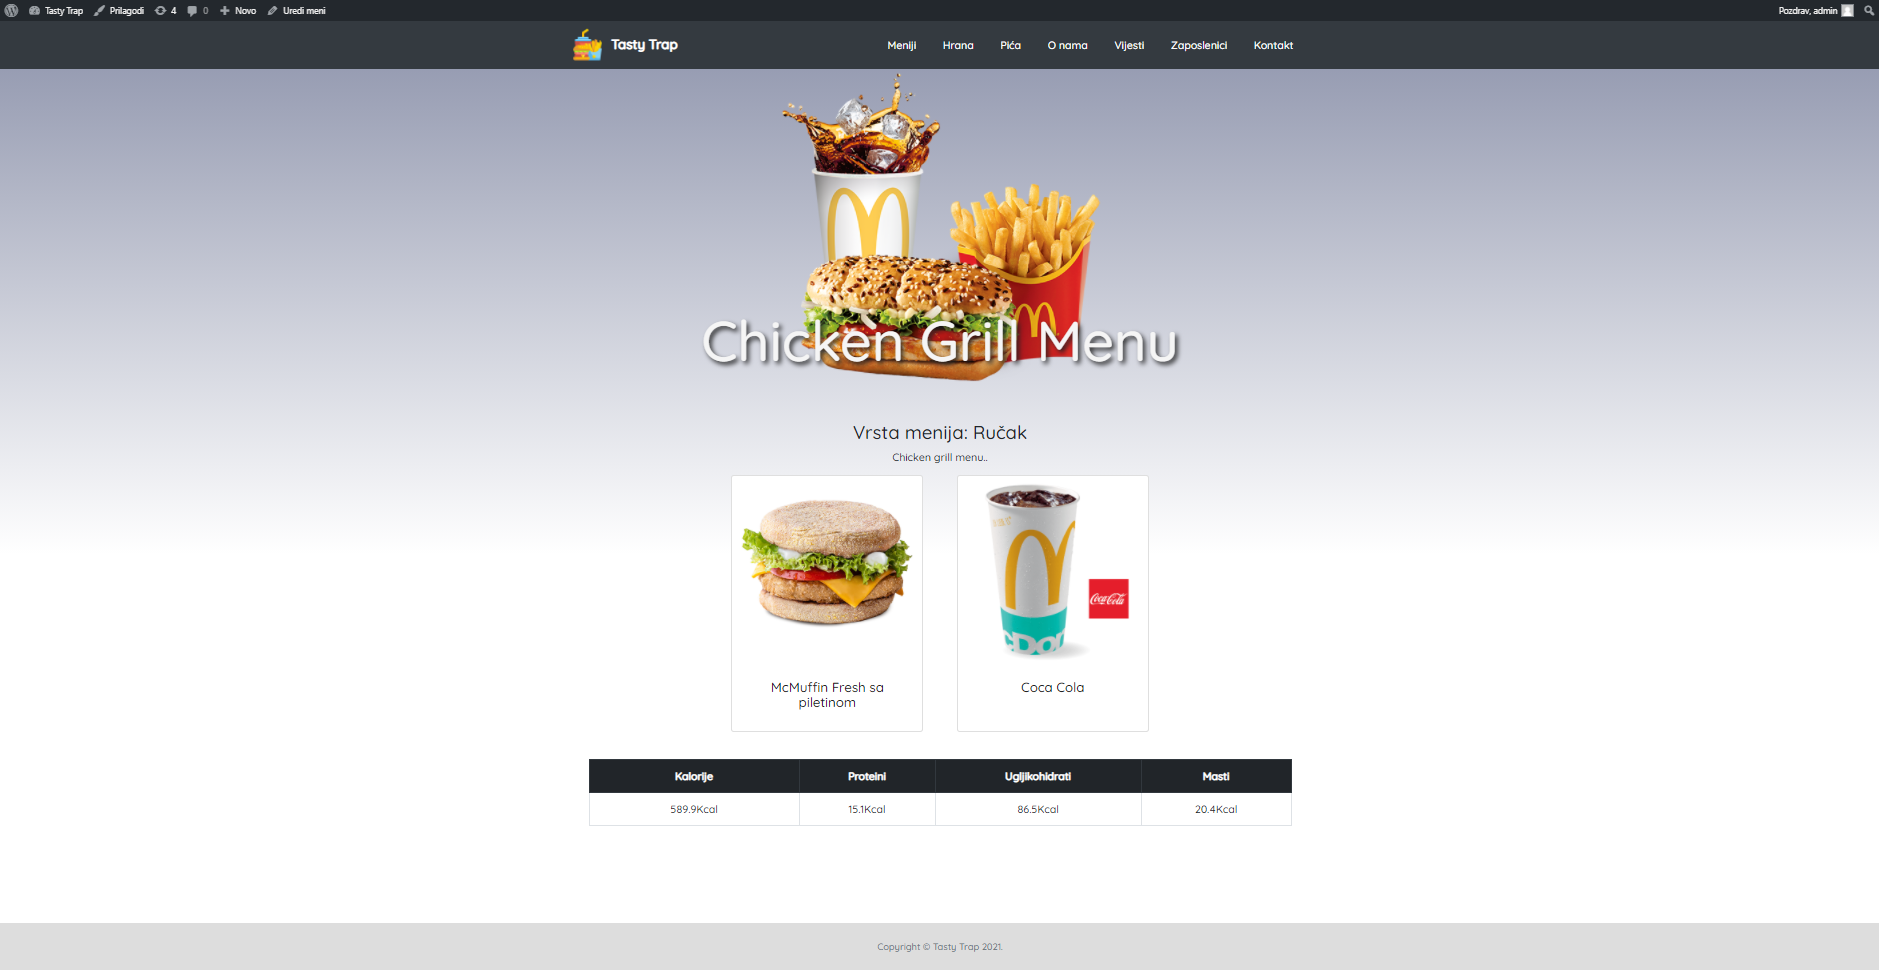 Tasty Trap Prilagodi 4 0 Novo Uredi meni Pozdrav, admin
Tasty Trap Meniji Hrana Pića O nama Vijesti Zaposlenici Kontakt
Chicken Grill Menu
Vrsta menija: Ručak
Chicken grill menu..
Coca-Cola
McMuffin Fresh sa
piletinom
Coca Cola
Kalorije Proteini Ugljikohidrati Masti
589.9Kcal 15.1Kcal 86.5Kcal 20.4Kcal
Copyright © Tasty Trap 2021.